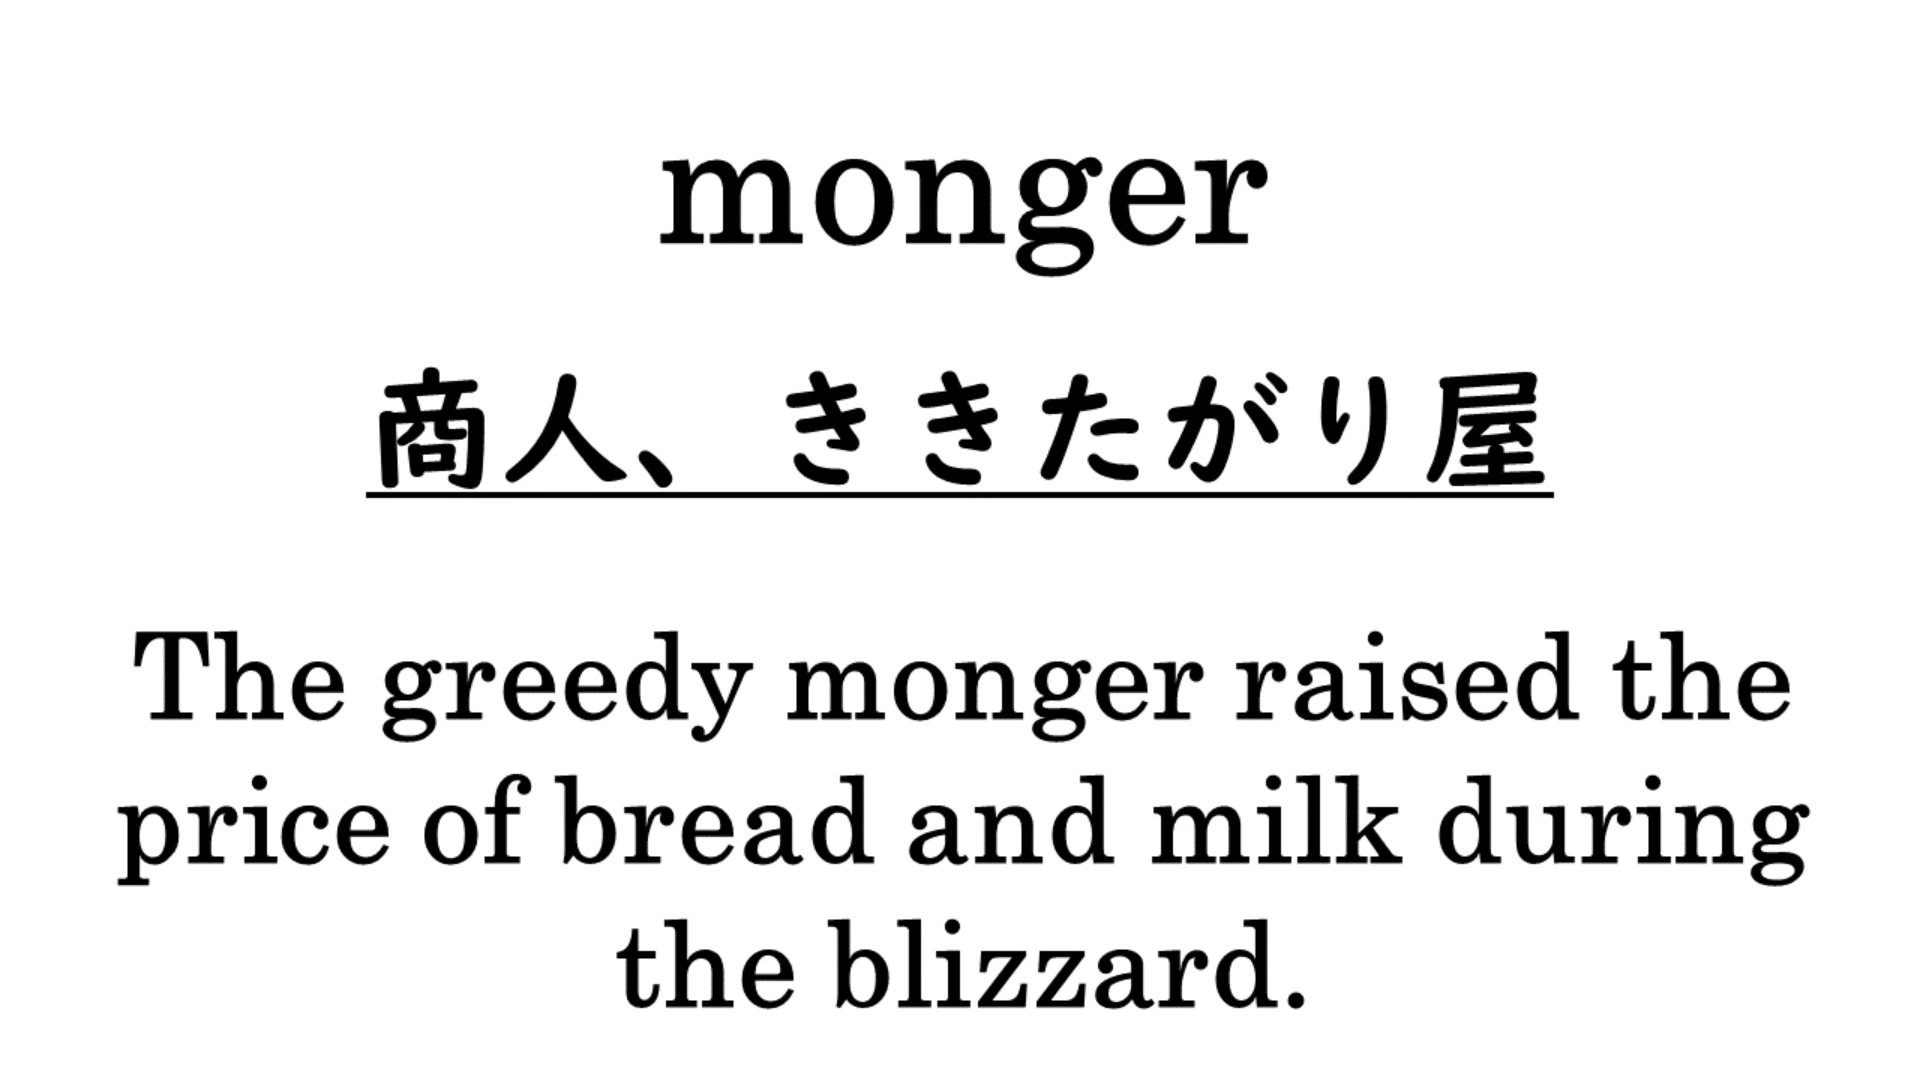 monger
商人、ききたがり屋
The greedy monger raised the
price of bread and milk during
the blizzard.